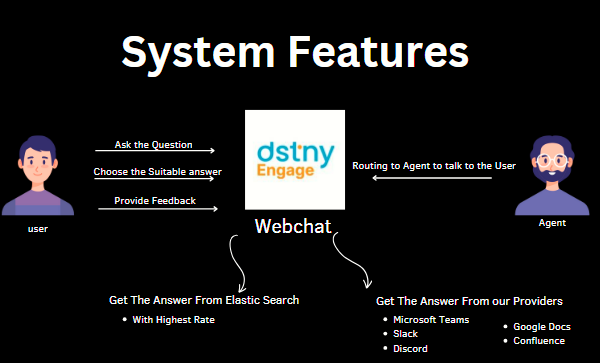 System Features
Ask the Question
Choose the Suitable answer
Provide Feedback
user
dstny
Engage
Webchat
Routing to Agent to talk to the User
Agent
Get The Answer From Elastic Search
• With Highest Rate
Get The Answer From our Providers
• Microsoft Teams
• Slack
• Discord
• Google Docs
• Confluence